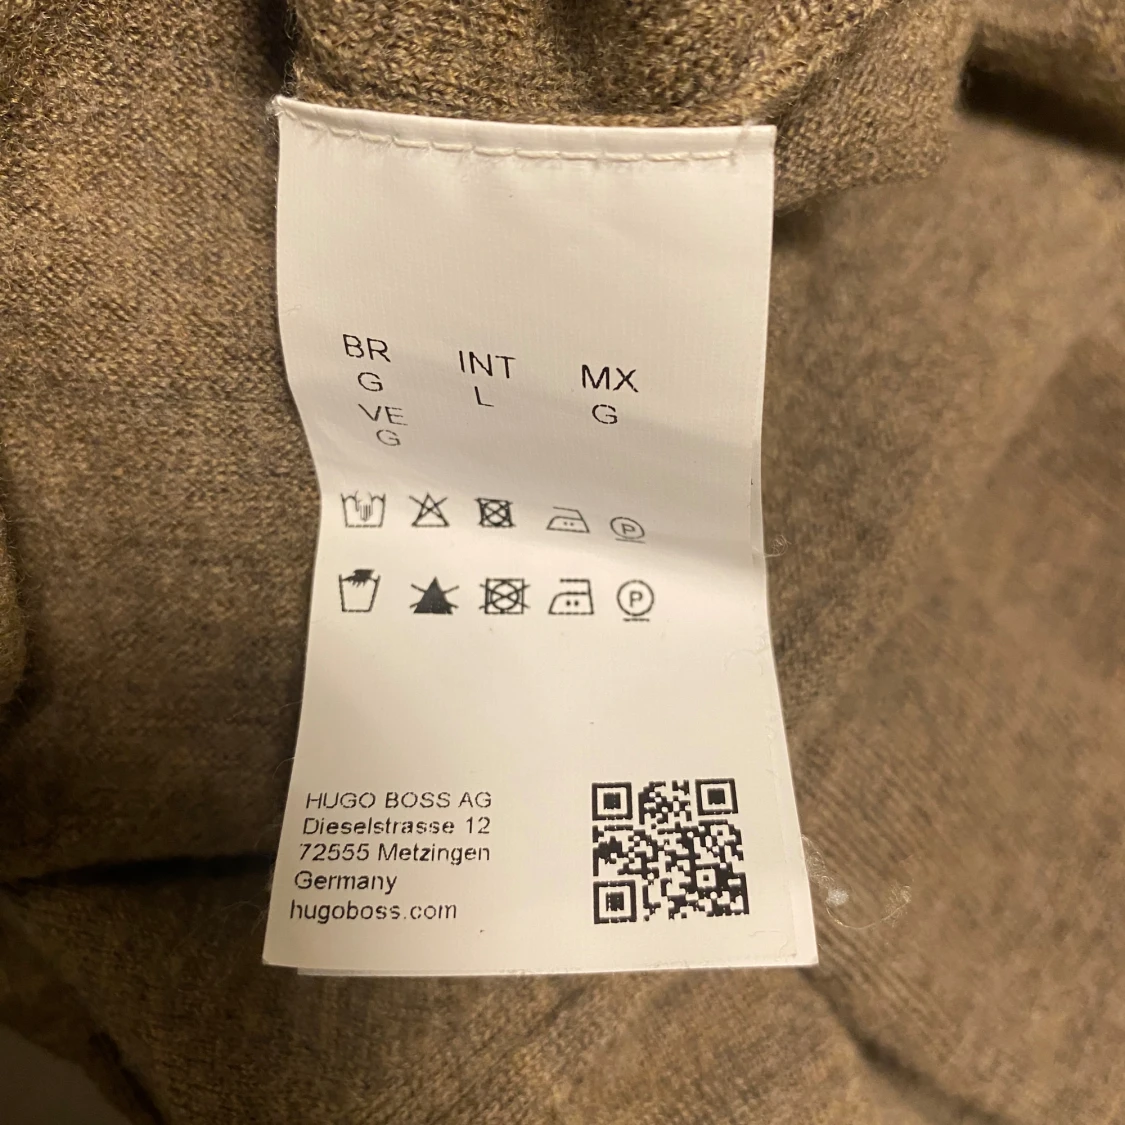 BR INT MX
G L G
VE
G
P
P
HUGO BOSS AG
Dieselstrasse 12
72555 Metzingen
Germany
hugoboss.com